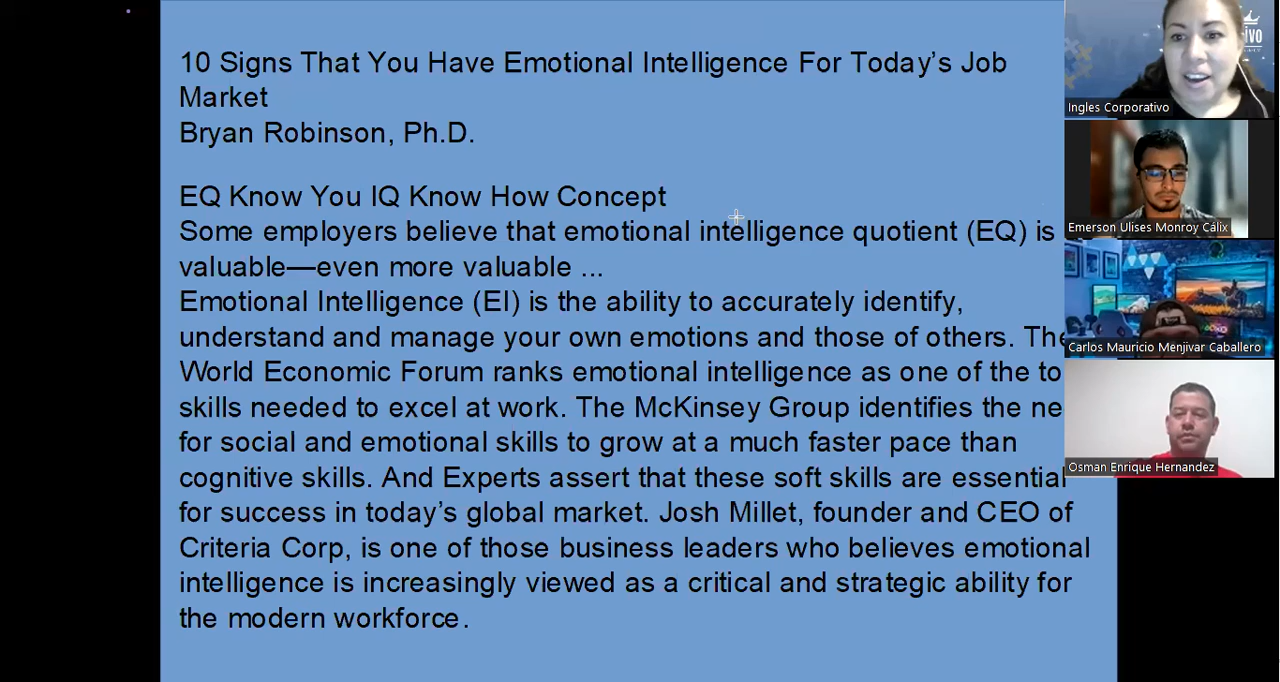 10 Signs That You Have Emotional Intelligence For Today's Job
Market
Bryan Robinson, Ph.D.
EQ Know You IQ Know How Concept
Some employers believe that emotional intelligence quotient (EQ) is
valuable—even more valuable ...
Emotional Intelligence (EI) is the ability to accurately identify,
understand and manage your own emotions and those of others. The
World Economic Forum ranks emotional intelligence as one of the to
skills needed to excel at work. The McKinsey Group identifies the ne
for social and emotional skills to grow at a much faster pace than
cognitive skills. And Experts assert that these soft skills are essential
for success in today's global market. Josh Millet, founder and CEO of
Criteria Corp, is one of those business leaders who believes emotional
intelligence is increasingly viewed as a critical and strategic ability for
the modern workforce.
Ingles Corporativo
Emerson Ulises Monroy Cálix
Carlos Mauricio Menjivar Caballero
Osman Enrique Hernandez